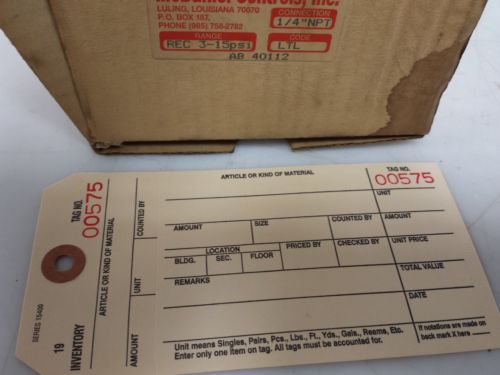 McDaniel Controls, Inc.
LULING, LOUISIANA 70070
P.O. BOX 187,
PHONE (985) 758-2782
CONNECTION
1/4"NPT
RANGE
CODE
REC 3-15psi
LTL
AB 40112
TAG NO.
00575
ARTICLE OR KIND OF MATERIAL
COUNTED BY
UNIT
AMOUNT
SERIES 15400
19
INVENTORY
ARTICLE OR KIND OF MATERIAL
TAG NO.
00575
UNIT
AMOUNT
SIZE
COUNTED BY
AMOUNT
LOCATION
BLDG.
SEC.
FLOOR
PRICED BY
CHECKED BY
UNIT PRICE
REMARKS
TOTAL VALUE
DATE
Unit means Singles, Pairs, Pcs., Lbs., Ft., Yds., Gals., Reams, Etc.
Enter only one item on tag. All tags must be accounted for.
If notations are made on
back mark X here